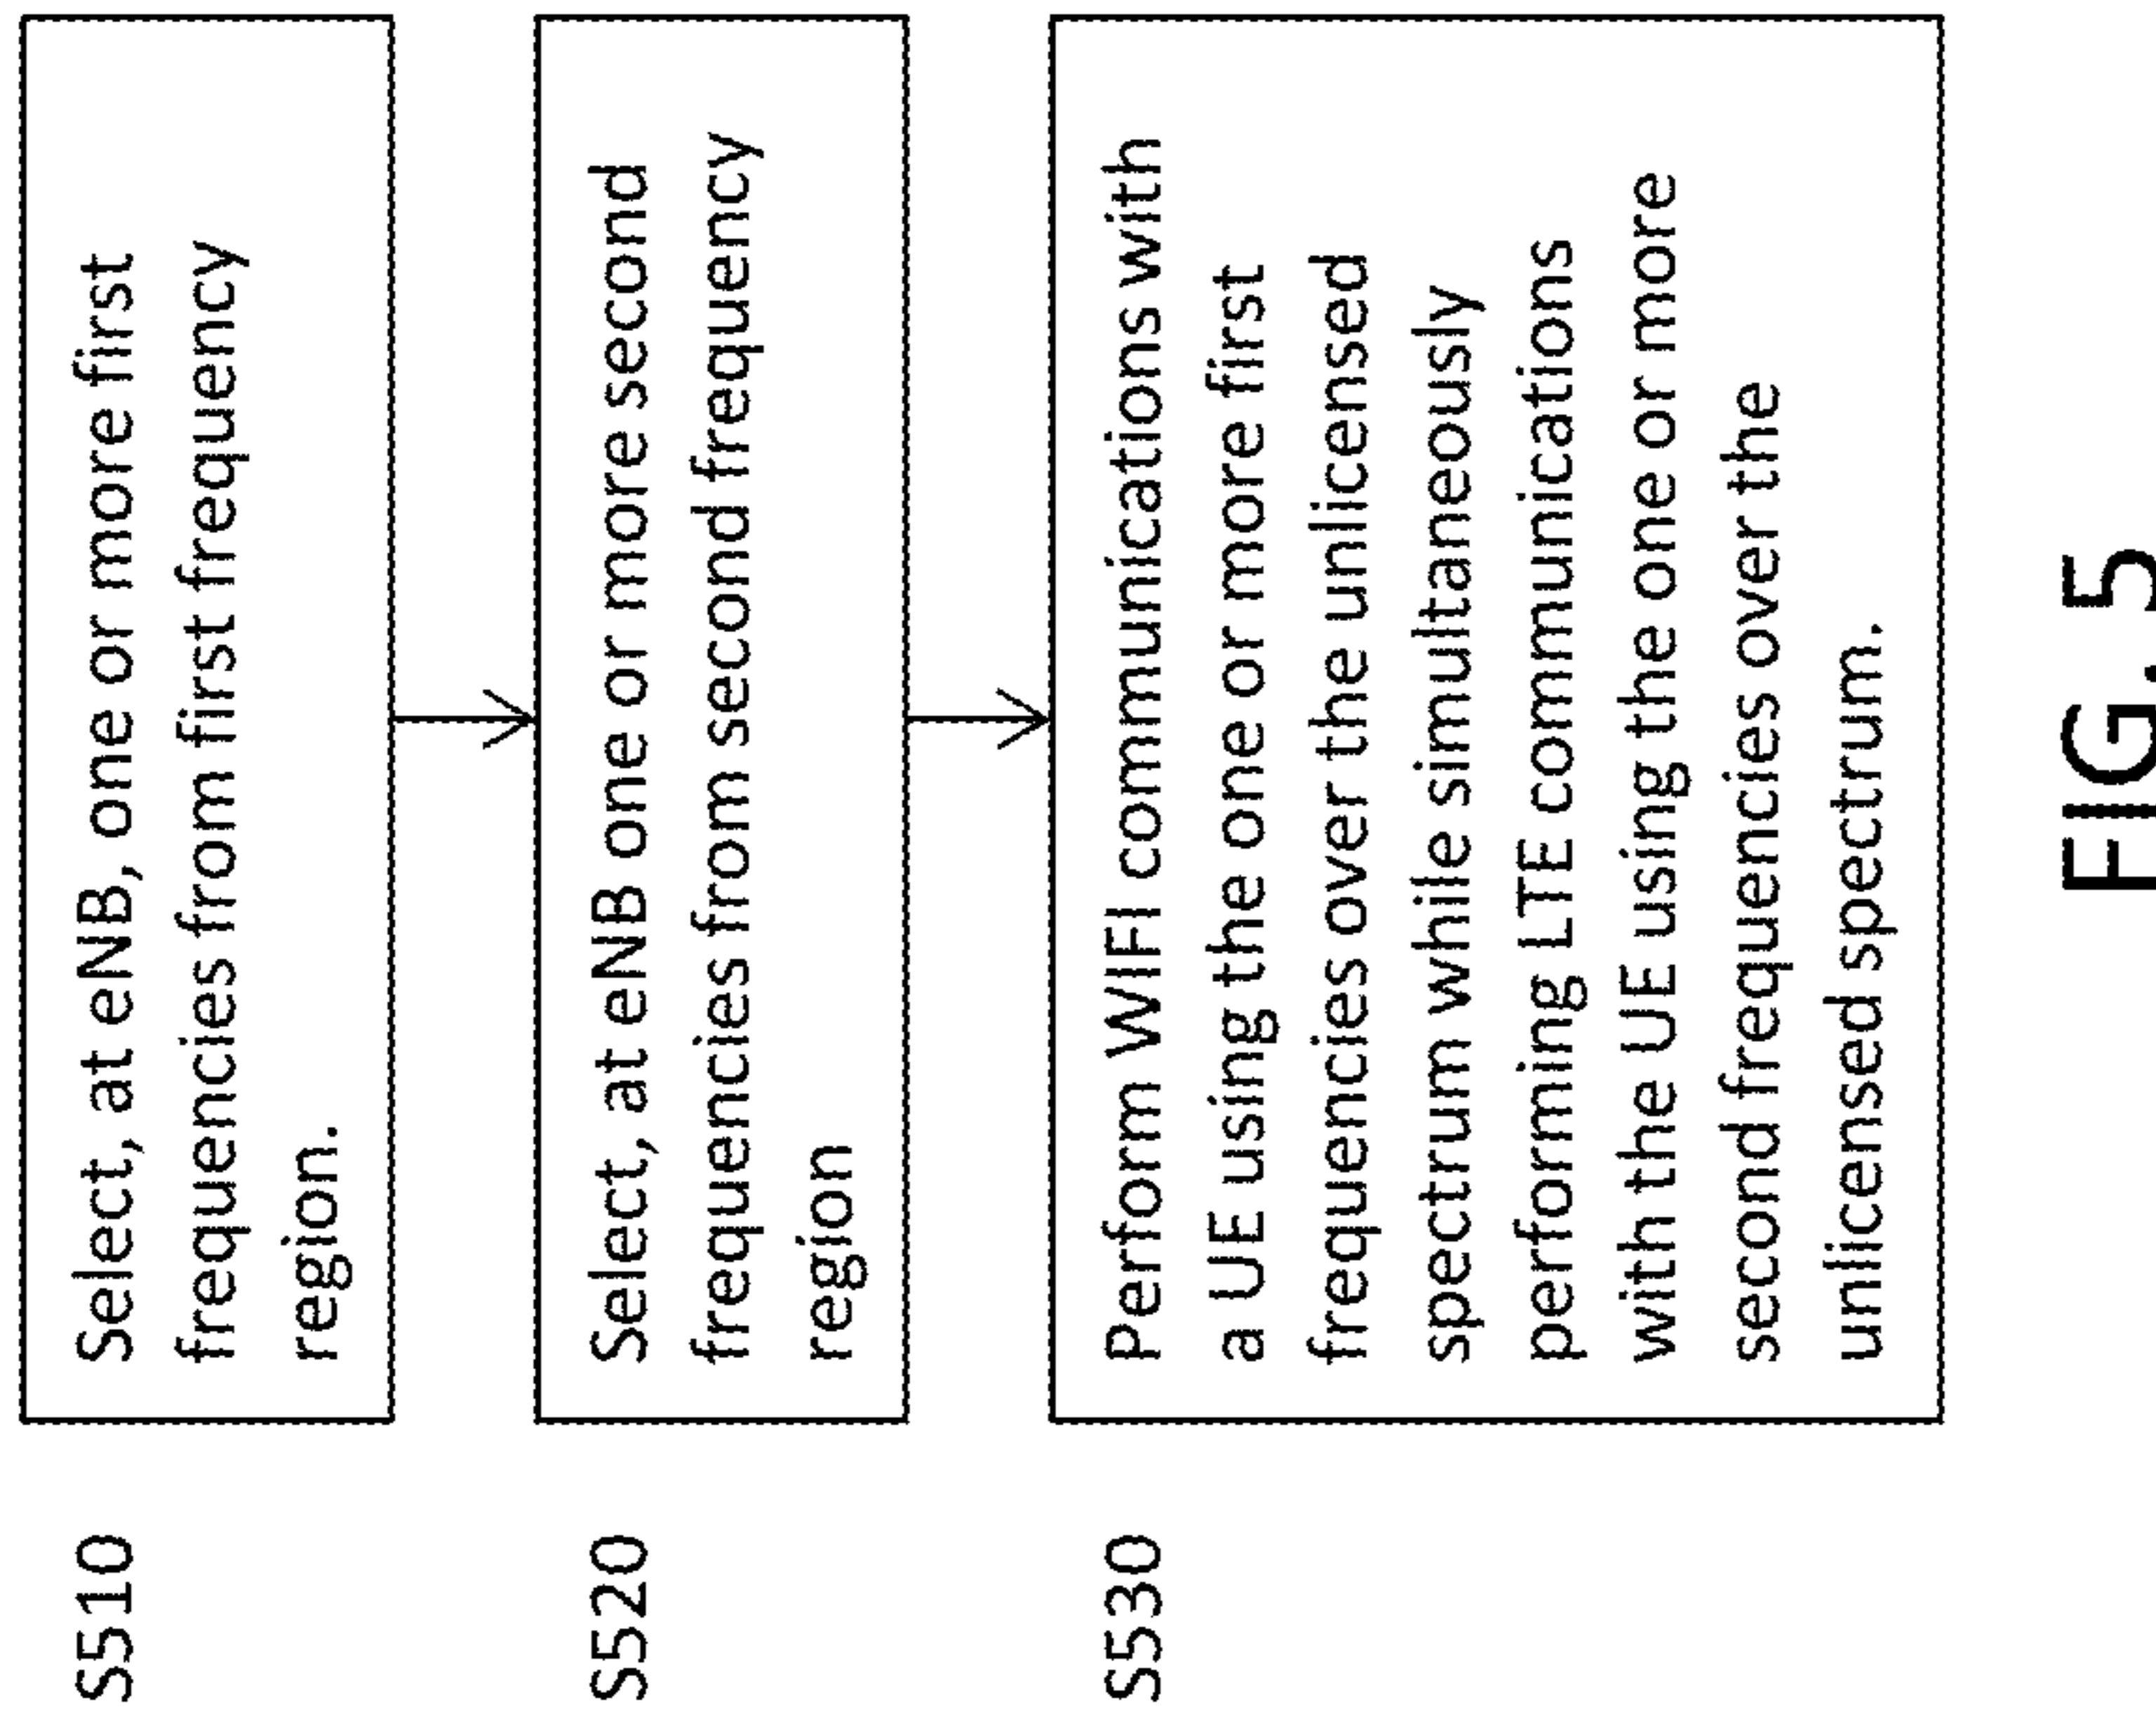 S510
Select, at eNB, one or more first
frequencies from first frequency
region.
S520
Select, at eNB one or more second
frequencies from second frequency
region
S530
Perform WIFI communications with
a UE using the one or more first
frequencies over the unlicensed
spectrum while simultaneously
performing LTE communications
with the UE using the one or more
second frequencies over the
unlicensed spectrum.
FIG. 5